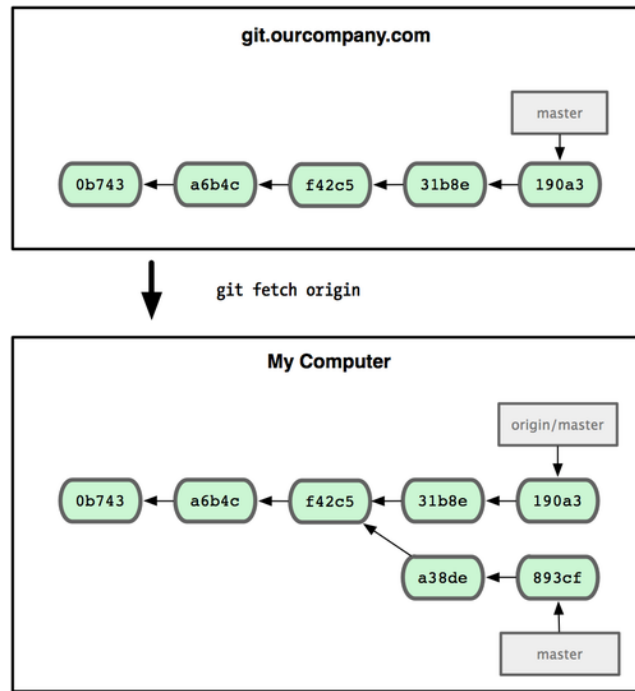 git.ourcompany.com
master
0b743 a6b4c f42c5 31b8e 190a3
git fetch origin
My Computer
origin/master
0b743 a6b4c f42c5 31b8e 190a3
a38de 893cf
master